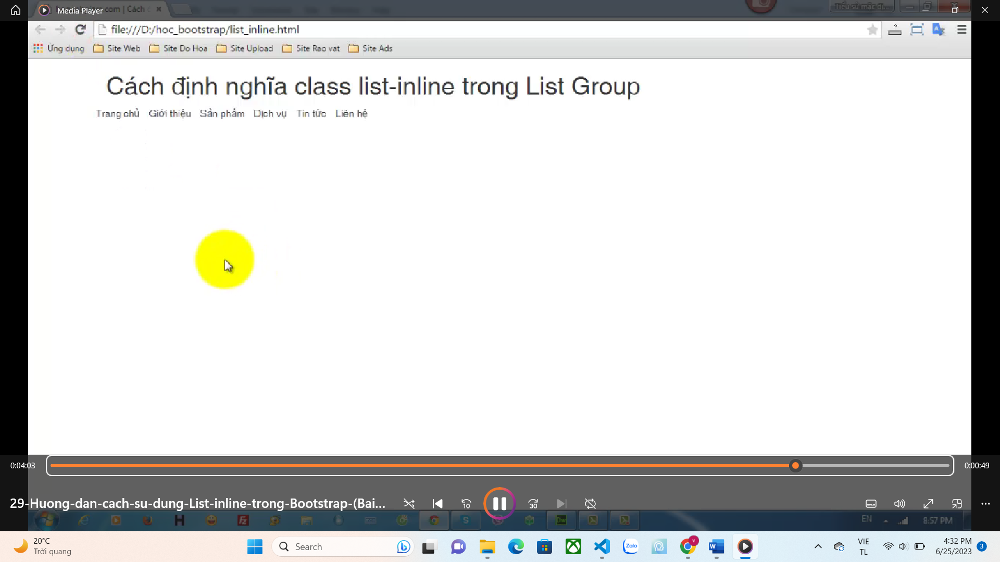 Media Player
.com | Cách
file:///D:/hoc_bootstrap/list_inline.html
Ứng dụng Site Web Site Do Hoa Site Upload Site Rao vat Site Ads
Cách định nghĩa class list-inline trong List Group
Trang chủ Giới thiệu Sản phẩm Dịch vụ Tin tức Liên hệ
0:04:03 0:00:49
29-Huong-dan-cach-su-dung-List-inline-trong-Bootstrap-(Bai...
10 30
EN 8:57 PM
20°C
Trời quang
Search
Zalo
V
VIE
TL
4:32 PM
6/25/2023
3